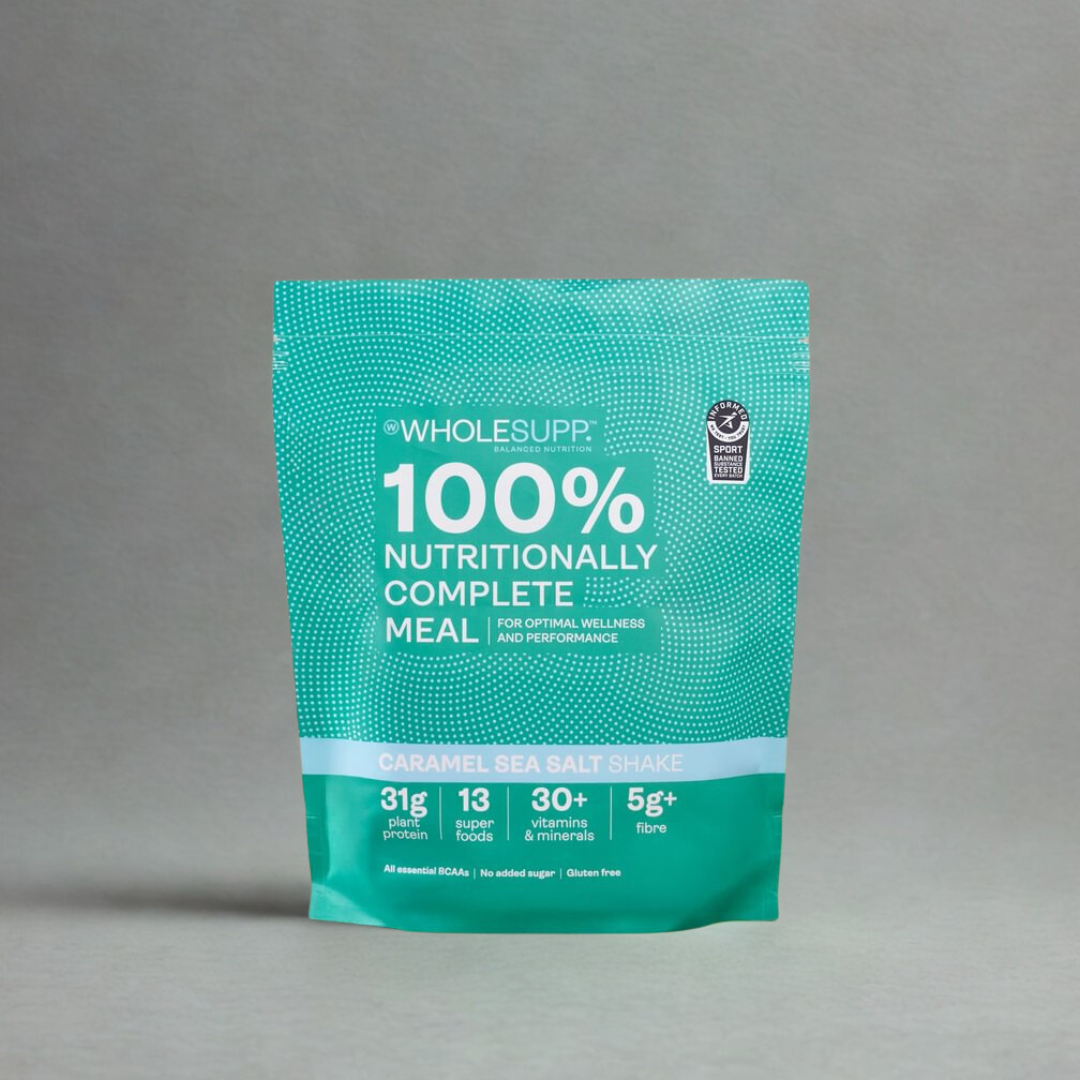 WHOLESUPP.™
BALANCED NUTRITION
100%
NUTRITIONALLY
COMPLETE
MEAL
FOR OPTIMAL WELLNESS
AND PERFORMANCE
INFORMED
SPORT
BANNED
SUBSTANCE
TESTED
EVERY BATCH
CARAMEL SEA SALT SHAKE
31g
plant
protein
13
super
foods
30+
vitamins
& minerals
5g+
fibre
All essential BCAAs | No added sugar | Gluten free